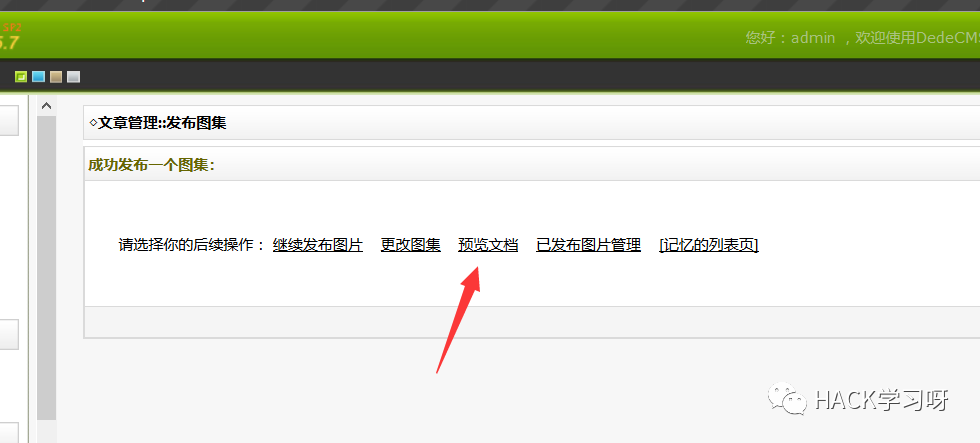 SP2
5.7
您好：admin ，欢迎使用DedeCMS
文章管理::发布图集
成功发布一个图集：
请选择你的后续操作： 继续发布图片 更改图集 预览文档 已发布图片管理 [记忆的列表页]
HACK学习呀